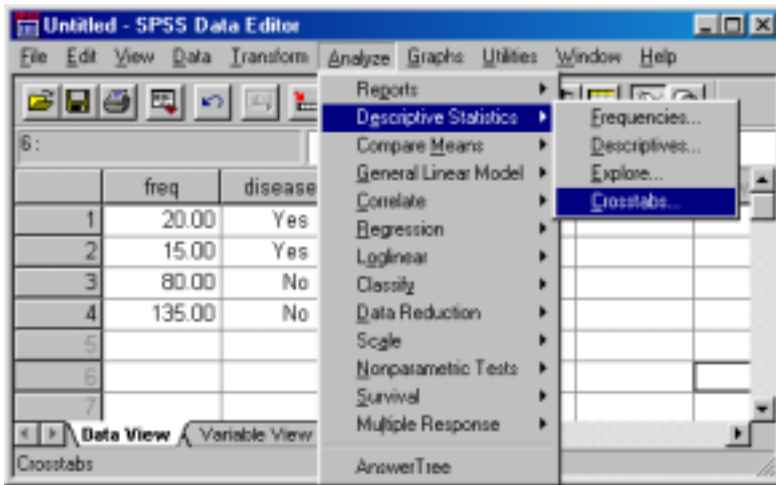 Untitled - SPSS Data Editor
File Edit View Data Transform Analyze Graphs Utilities Window Help
6 :
freq disease
1 20.00 Yes
2 15.00 Yes
3 80.00 No
4 135.00 No
5
6
7
Reports
Descriptive Statistics
Compare Means
General Linear Model
Correlate
Regression
Loglinear
Classify
Data Reduction
Scale
Nonparametric Tests
Survival
Multiple Response
AnswerTree
Frequencies...
Descriptives...
Explore...
Crosstabs...
Data View Variable View
Crosstabs